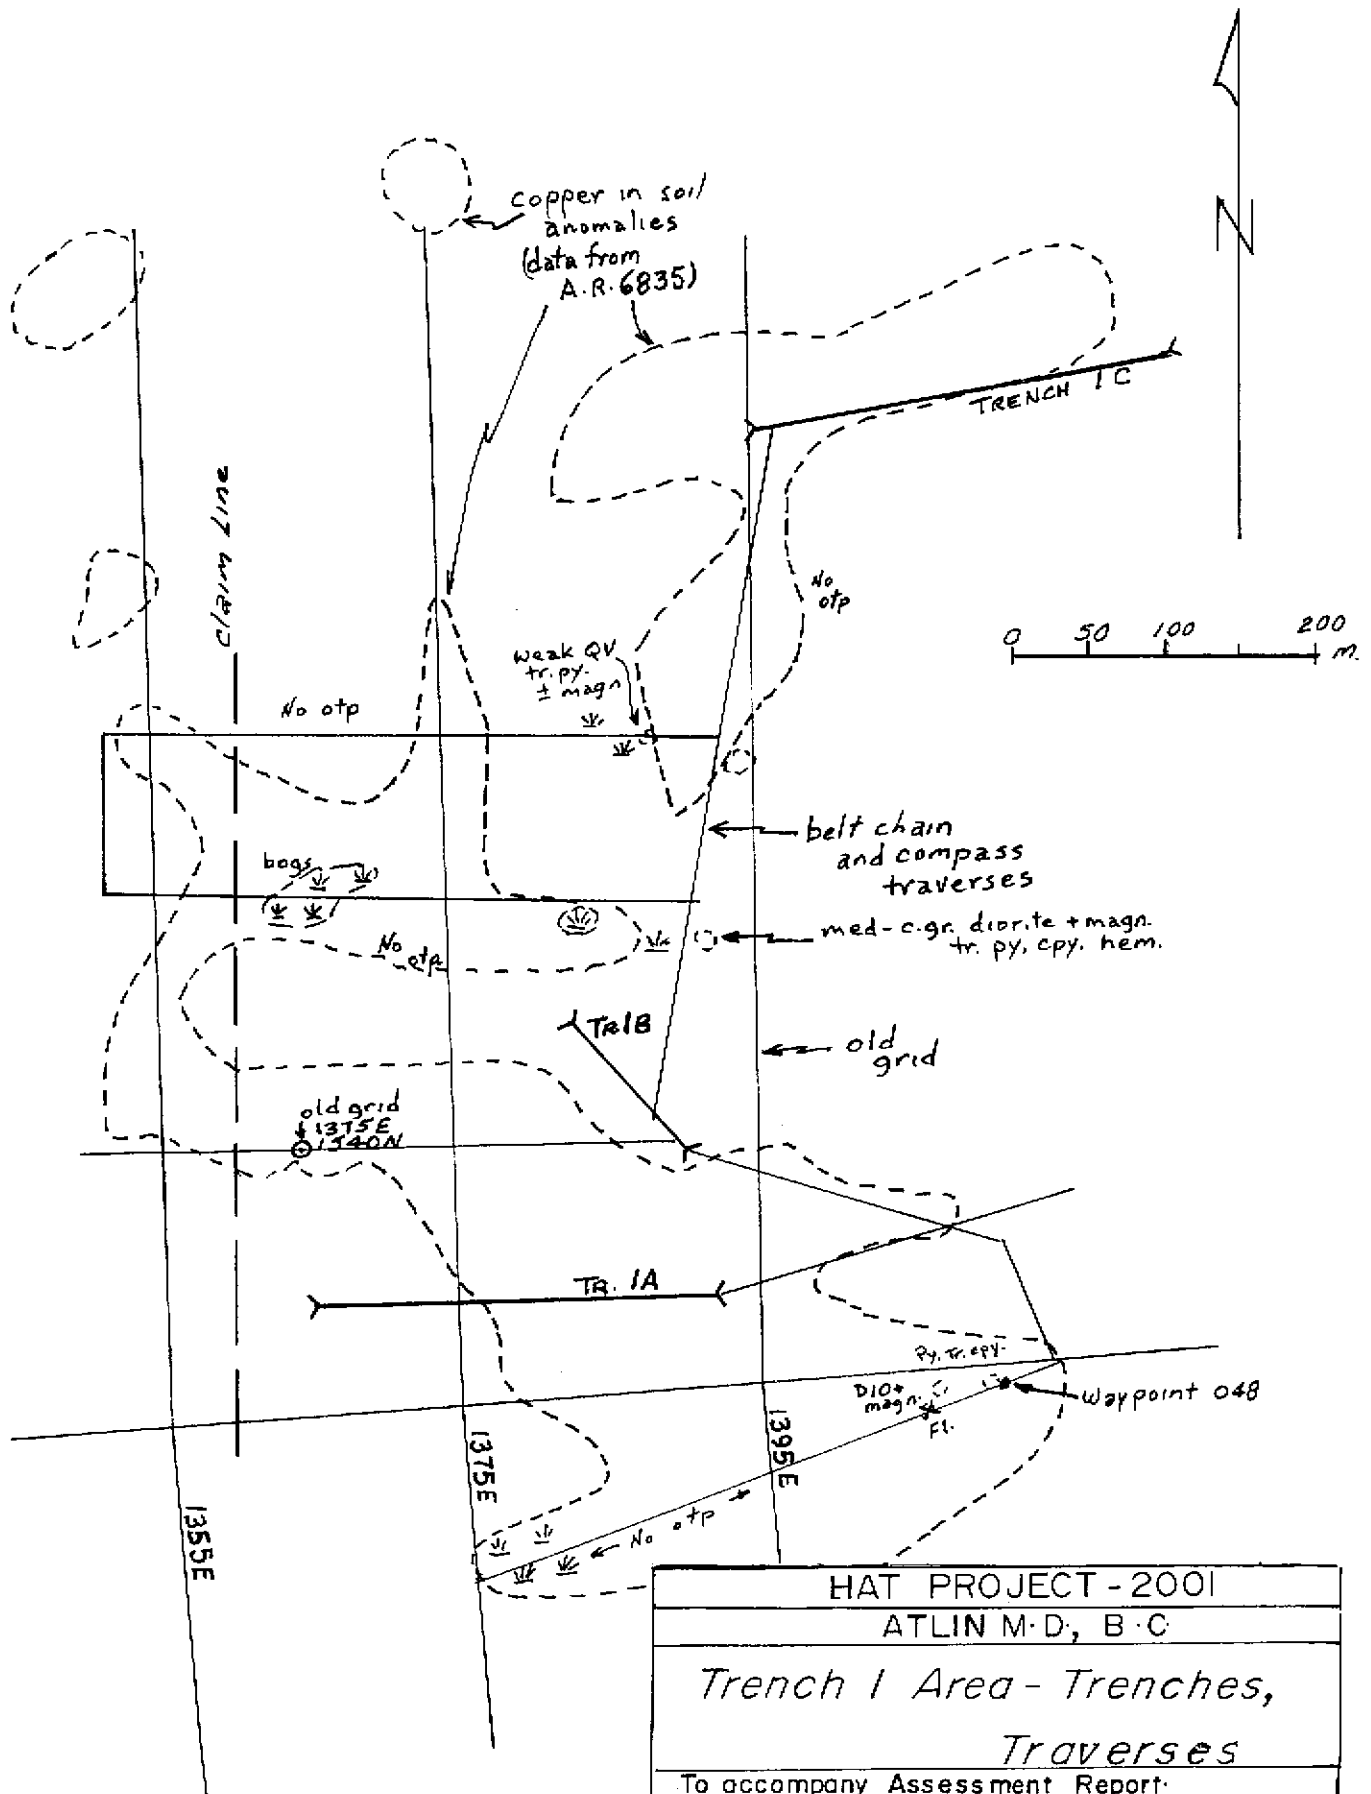 N
copper in soil
anomalies
(data from
A.R. 6835)
TRENCH 1C
Claim Line
No
otp
0 50 100 200
m.
weak QV
tr. py.
± magn
No otp
belt chain
and compass
traverses
bogs
med-c.gr. diorite + magn.
tr. py, cpy. hem.
No
otp
TR1B
old
grid
old grid
1375E
1540N
TR. 1A
Py. Tr. cpy.
DIO+
magn.
Fl.
Waypoint 048
1395E
1375E
No otp
1355E
HAT PROJECT - 2001
ATLIN M.D., B.C
Trench 1 Area - Trenches,
Traverses
To accompany Assessment Report.